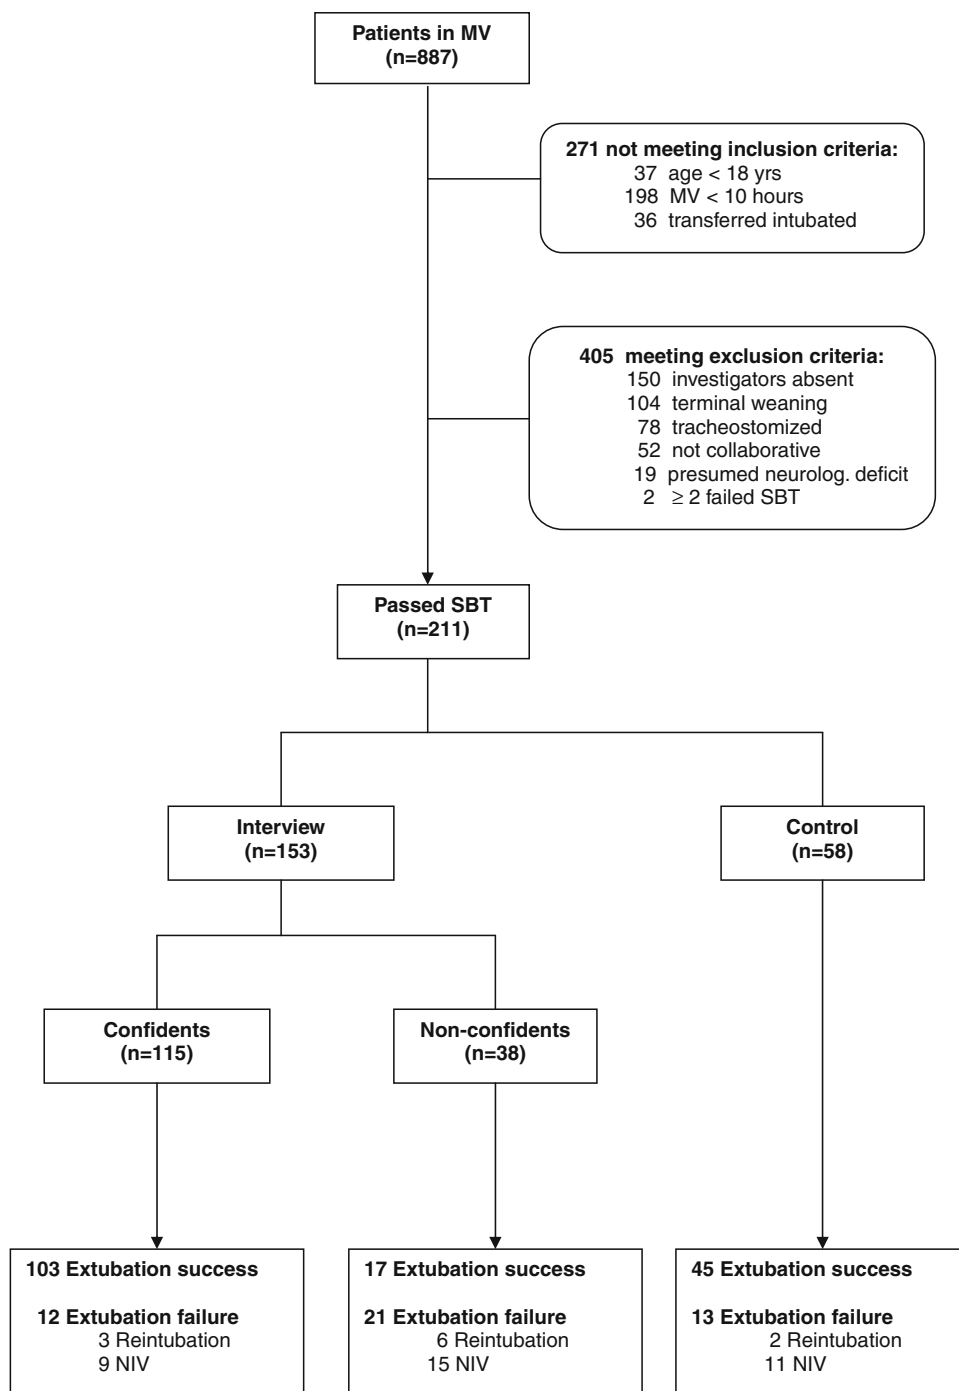 Patients in MV
(n=887)
271 not meeting inclusion criteria:
37 age < 18 yrs
198 MV < 10 hours
36 transferred intubated
405 meeting exclusion criteria:
150 investigators absent
104 terminal weaning
78 tracheostomized
52 not collaborative
19 presumed neurolog. deficit
2 ≥ 2 failed SBT
Passed SBT
(n=211)
Interview
(n=153)
Control
(n=58)
Confidents
(n=115)
Non-confidents
(n=38)
103 Extubation success
12 Extubation failure
3 Reintubation
9 NIV
17 Extubation success
21 Extubation failure
6 Reintubation
15 NIV
45 Extubation success
13 Extubation failure
2 Reintubation
11 NIV